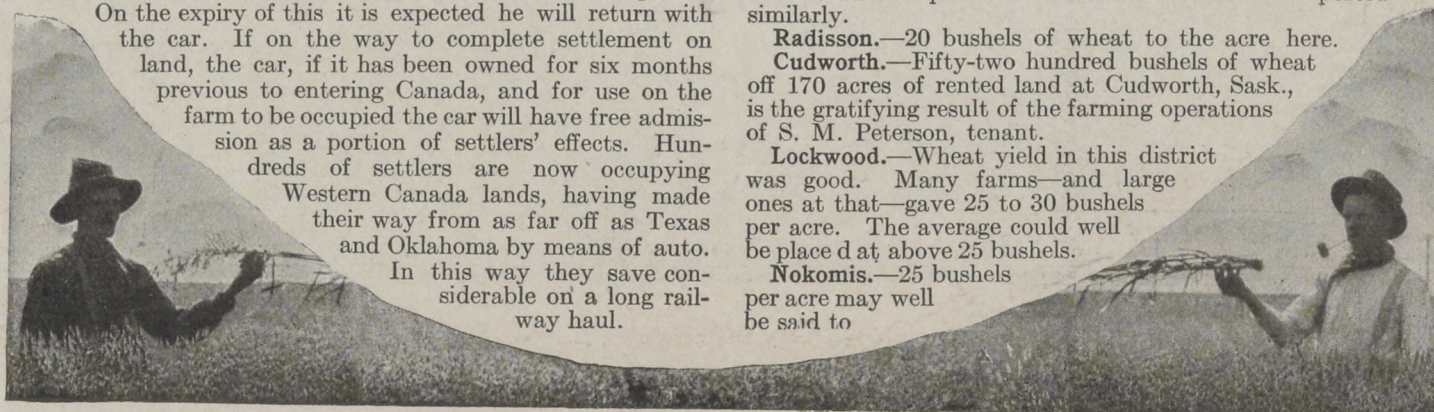 On the expiry of this it is expected he will return with
the car. If on the way to complete settlement on
land, the car, if it has been owned for six months
previous to entering Canada, and for use on the
farm to be occupied the car will have free admis-
sion as a portion of settlers' effects. Hun-
dreds of settlers are now occupying
Western Canada lands, having made
their way from as far off as Texas
and Oklahoma by means of auto.
In this way they save con-
siderable on a long rail-
way haul.
similarly.
Radisson.—20 bushels of wheat to the acre here.
Cudworth.—Fifty-two hundred bushels of wheat
off 170 acres of rented land at Cudworth, Sask.,
is the gratifying result of the farming operations
of S. M. Peterson, tenant.
Lockwood.—Wheat yield in this district
was good. Many farms—and large
ones at that—gave 25 to 30 bushels
per acre. The average could well
be place d at above 25 bushels.
Nokomis.—25 bushels
per acre may well
be said to